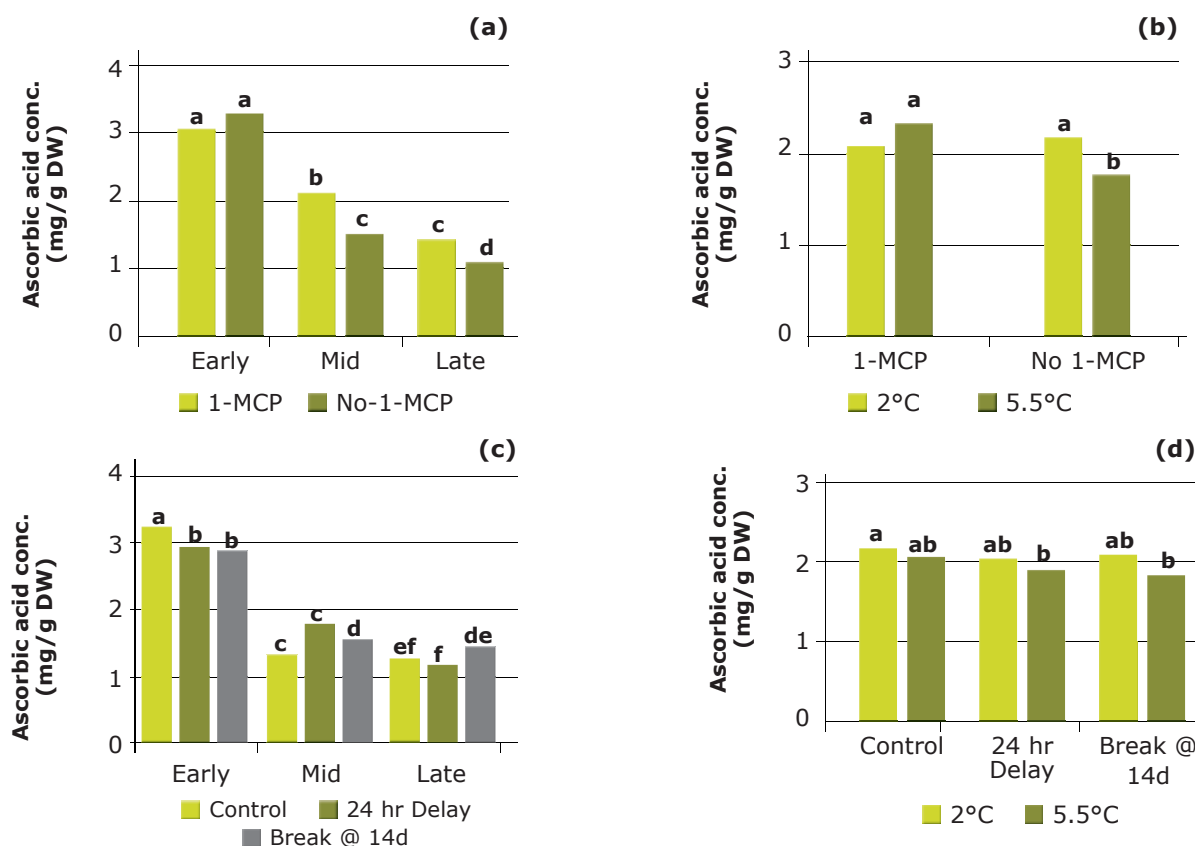 (a)
Ascorbic acid conc.
(mg/g DW)
4
3
2
1
0
a a
b c
c d
Early Mid Late
1-MCP No-1-MCP
(b)
Ascorbic acid conc.
(mg/g DW)
3
2
1
0
a a
a b
1-MCP No 1-MCP
2°C 5.5°C
(c)
Ascorbic acid conc.
(mg/g DW)
4
3
2
1
0
a b b
c c d
ef f de
Early Mid Late
Control 24 hr Delay
Break @ 14d
(d)
Ascorbic acid conc.
(mg/g DW)
3
2
1
0
a ab
ab b
ab b
Control 24 hr Break @
Delay 14d
2°C 5.5°C